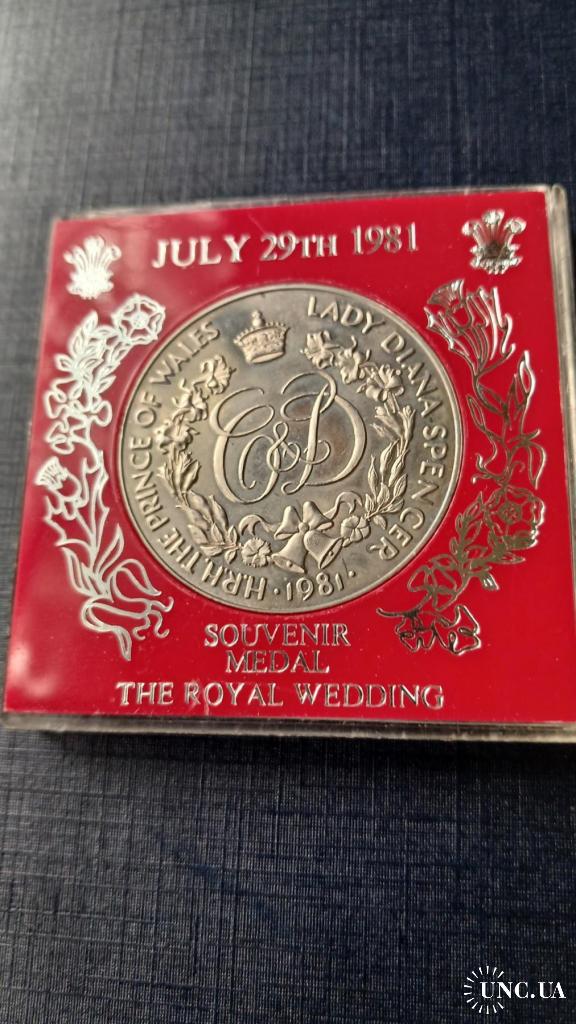 JULY 29TH 1981
H.R.H. THE PRINCE OF WALES
LADY DIANA SPENCER
C&D
·1981·
SOUVENIR
MEDAL
THE ROYAL WEDDING
UNC.UA